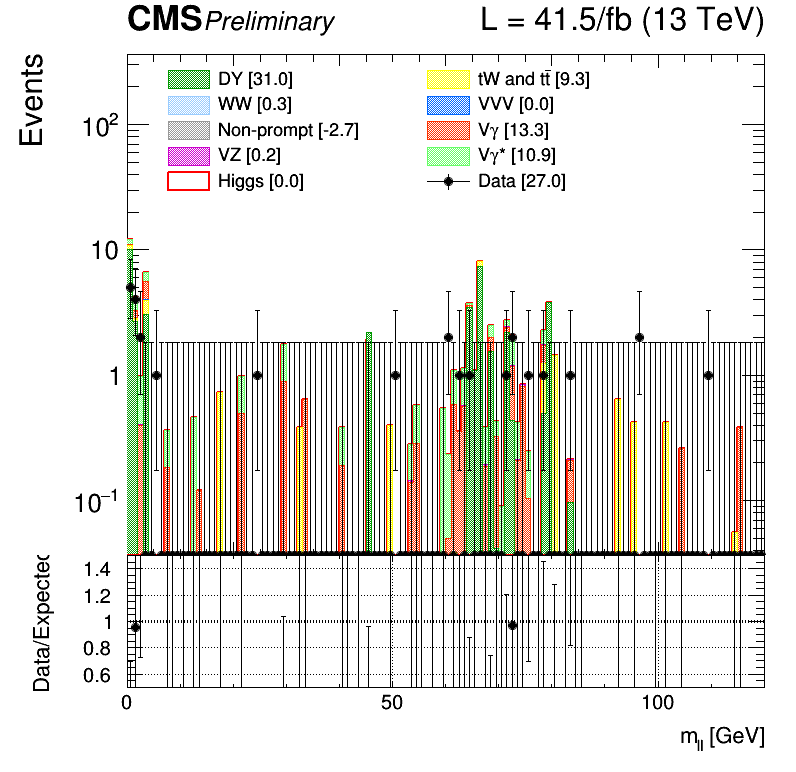 CMS Preliminary L = 41.5/fb (13 TeV)
Events
DY [31.0]
WW [0.3]
Non-prompt [-2.7]
VZ [0.2]
Higgs [0.0]
tW and tt̄ [9.3]
VVV [0.0]
Vγ [13.3]
Vγ* [10.9]
Data [27.0]
10²
10
1
10⁻¹
Data/Expected
1.4
1.2
1
0.8
0.6
0 50 100
m_ll [GeV]